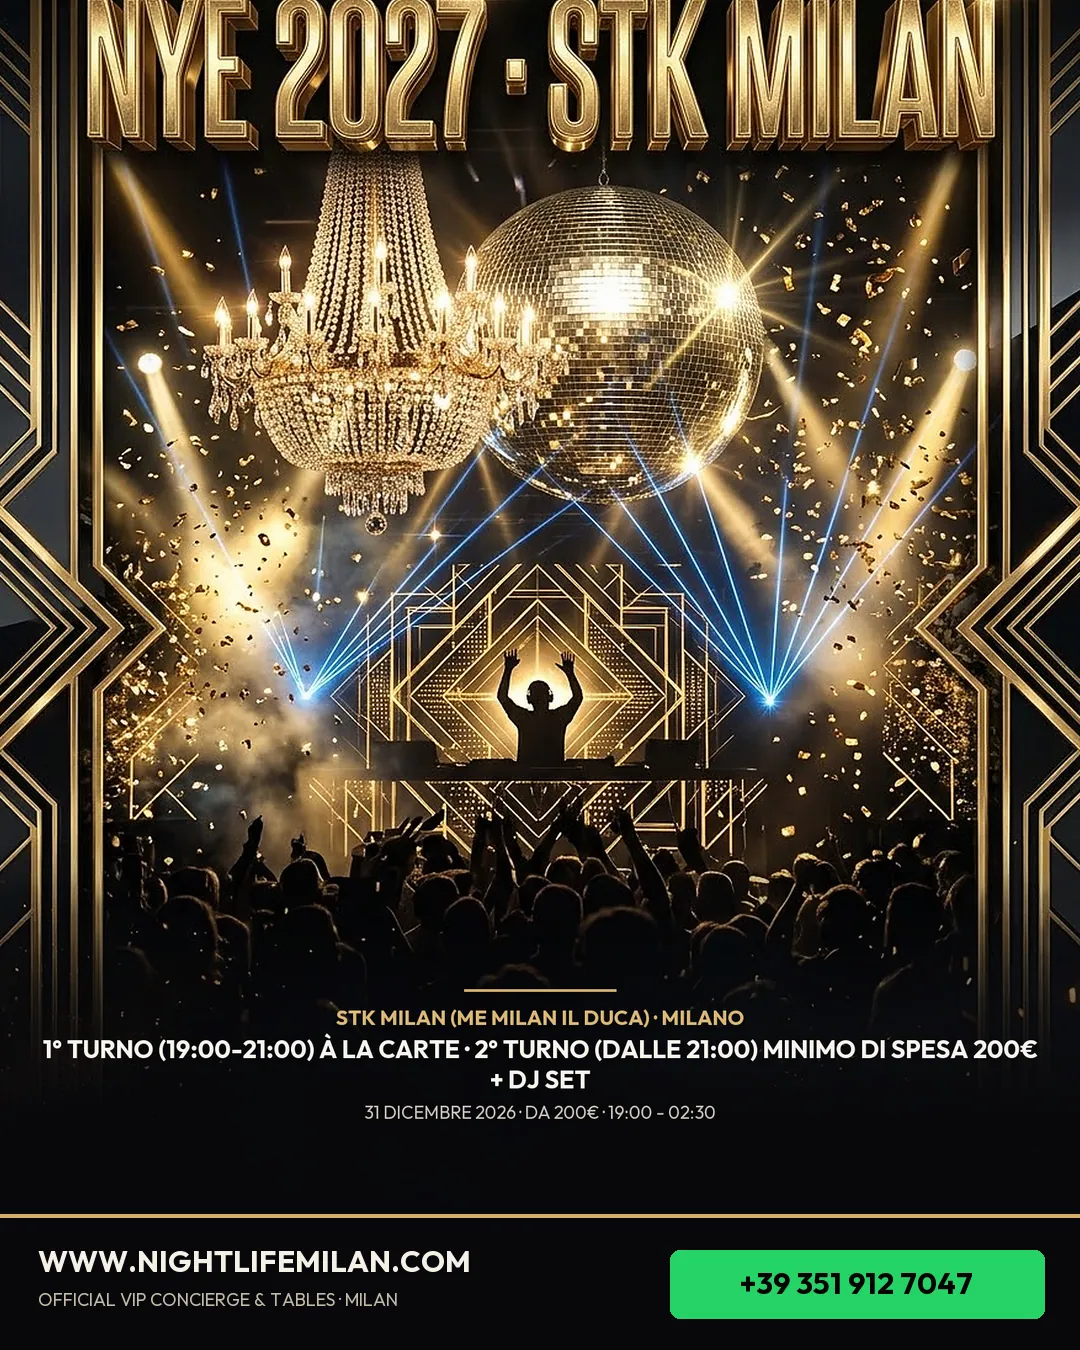 NYE 2027 · STK MILAN
STK MILAN (ME MILAN IL DUCA) · MILANO
1° TURNO (19:00-21:00) À LA CARTE · 2° TURNO (DALLE 21:00) MINIMO DI SPESA 200€
+ DJ SET
31 DICEMBRE 2026 · DA 200€ · 19:00 - 02:30
WWW.NIGHTLIFEMILAN.COM
OFFICIAL VIP CONCIERGE & TABLES · MILAN
+39 351 912 7047